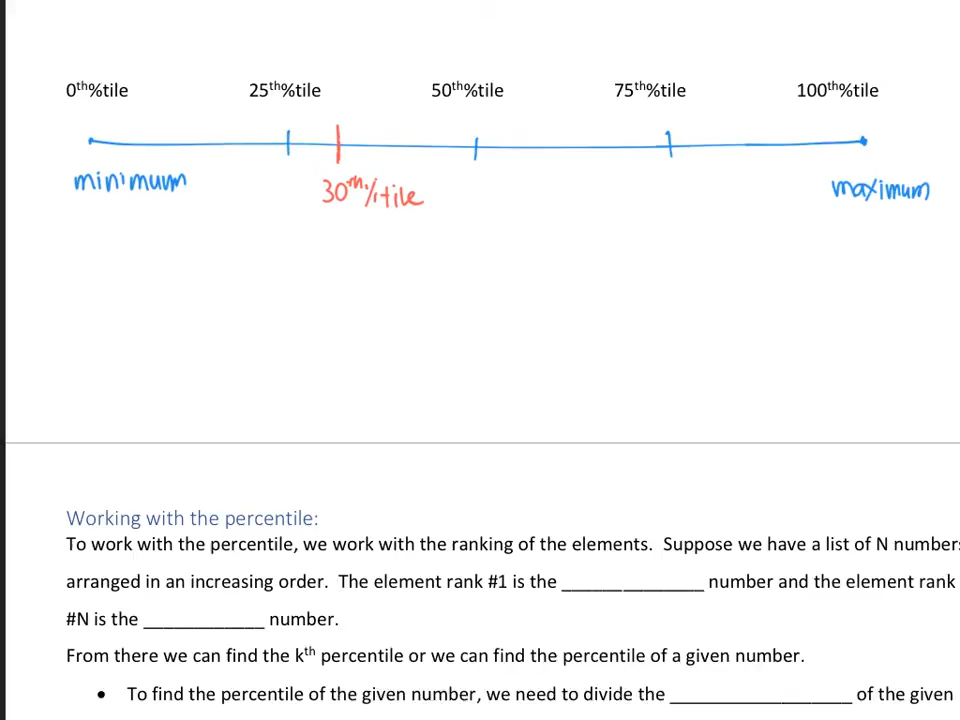 0th%tile 25th%tile 50th%tile 75th%tile 100th%tile
minimum 30th%tile maximum
Working with the percentile:
To work with the percentile, we work with the ranking of the elements. Suppose we have a list of N numbers
arranged in an increasing order. The element rank #1 is the ______________ number and the element rank
#N is the ____________ number.
From there we can find the kth percentile or we can find the percentile of a given number.
• To find the percentile of the given number, we need to divide the __________________ of the given